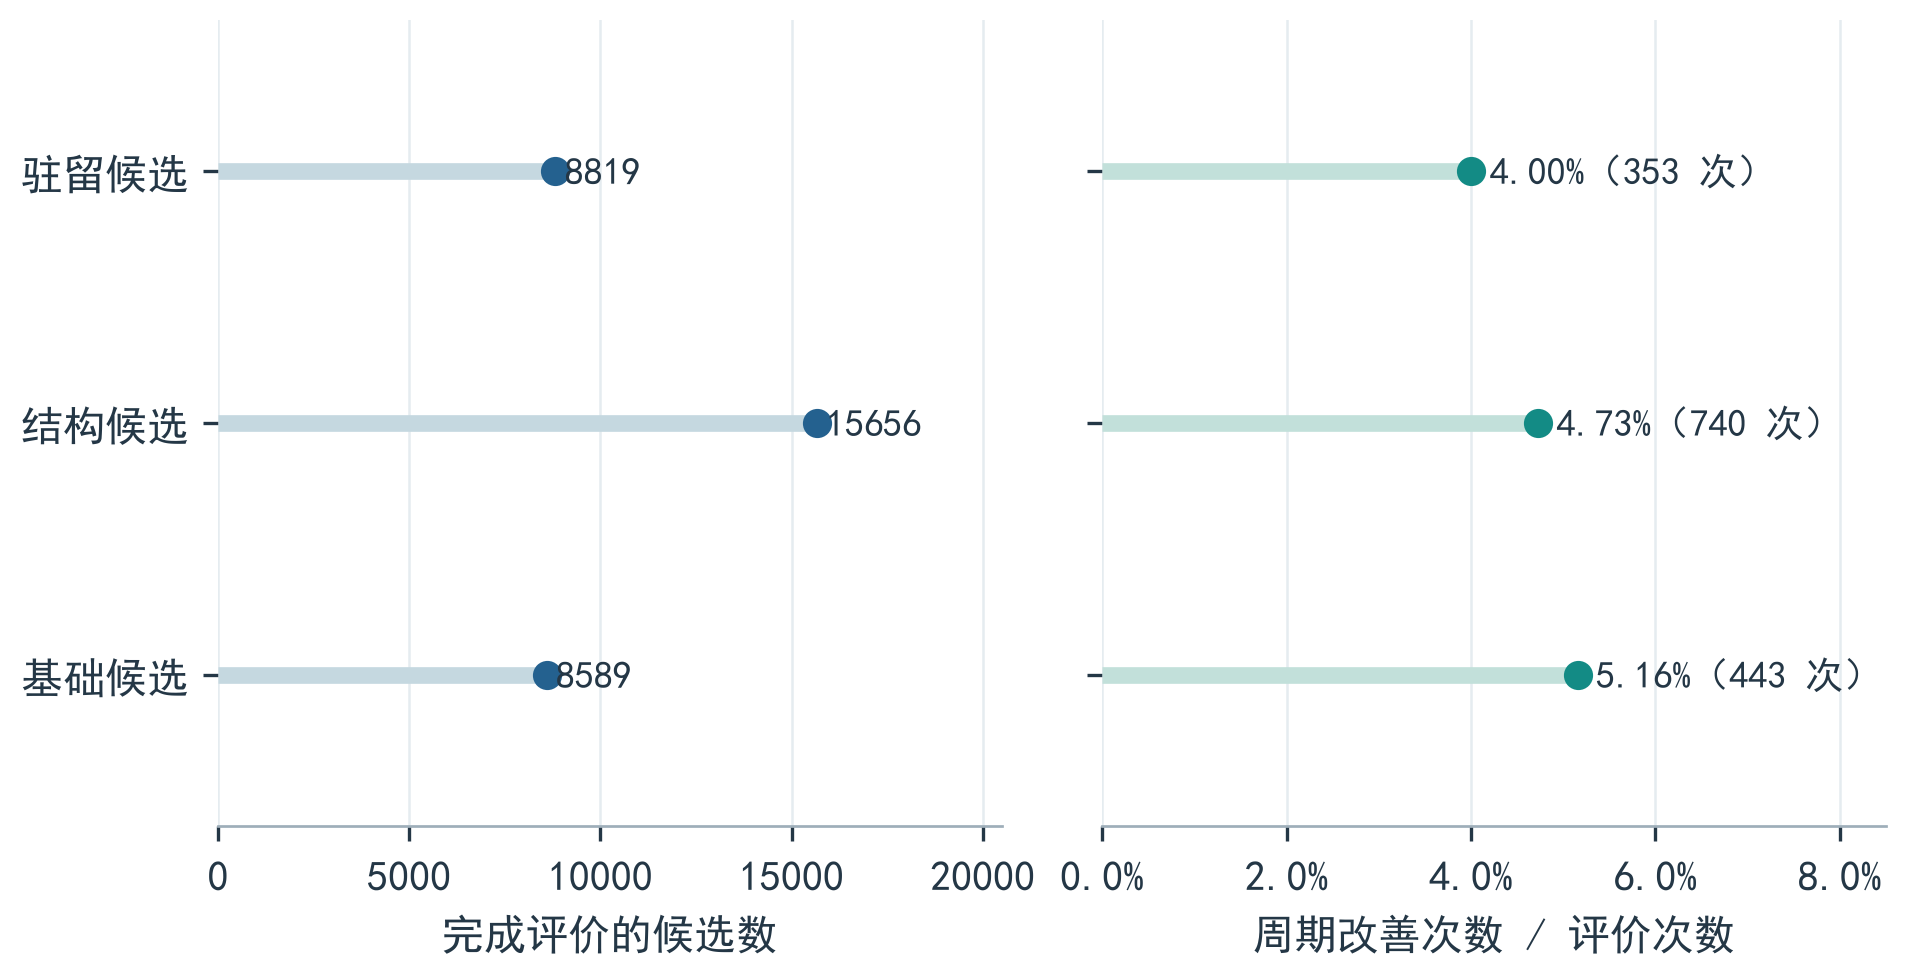 驻留候选
8819
4.00%（353 次）
结构候选
15656
4.73%（740 次）
基础候选
8589
5.16%（443 次）
0 5000 10000 15000 20000
0.0% 2.0% 4.0% 6.0% 8.0%
完成评价的候选数
周期改善次数 / 评价次数